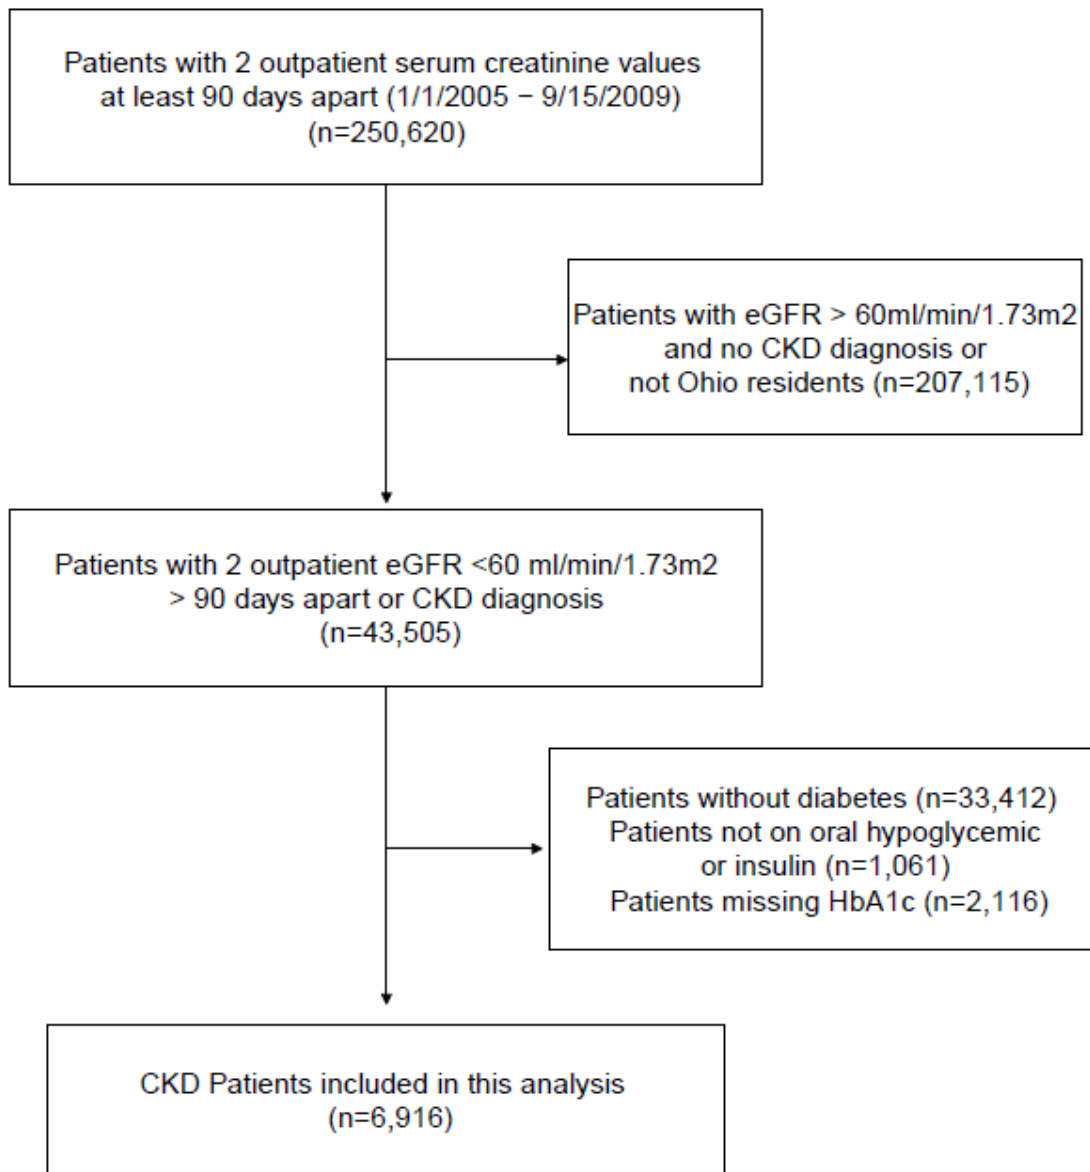 Patients with 2 outpatient serum creatinine values
at least 90 days apart (1/1/2005 − 9/15/2009)
(n=250,620)
Patients with eGFR > 60ml/min/1.73m2
and no CKD diagnosis or
not Ohio residents (n=207,115)
Patients with 2 outpatient eGFR <60 ml/min/1.73m2
> 90 days apart or CKD diagnosis
(n=43,505)
Patients without diabetes (n=33,412)
Patients not on oral hypoglycemic
or insulin (n=1,061)
Patients missing HbA1c (n=2,116)
CKD Patients included in this analysis
(n=6,916)